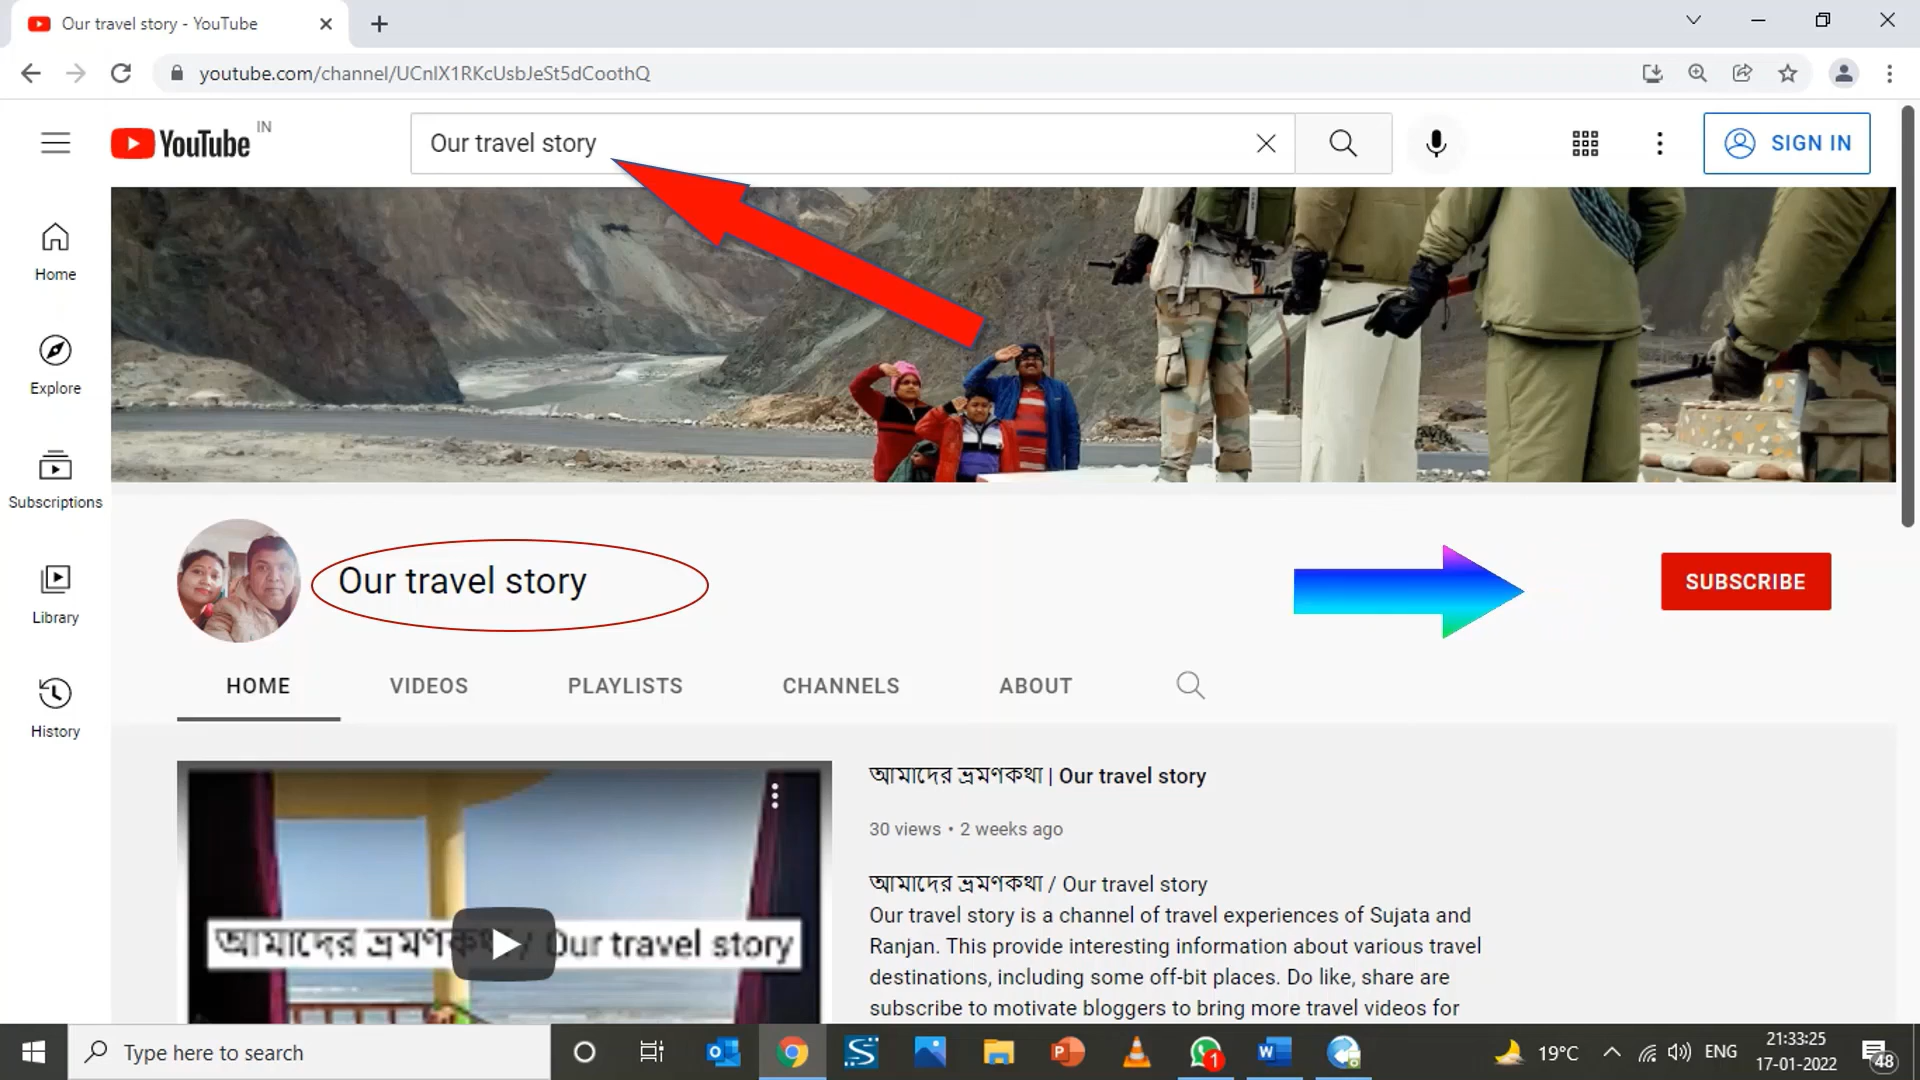 Our travel story - YouTube
youtube.com/channel/UCnIX1RKcUsbJeSt5dCoothQ
YouTube IN
Our travel story
SIGN IN
Home
Explore
Subscriptions
Library
History
Our travel story
SUBSCRIBE
HOME VIDEOS PLAYLISTS CHANNELS ABOUT
আমাদের ভ্রমণকথা | Our travel story
30 views • 2 weeks ago
আমাদের ভ্রমণকথা / Our travel story
Our travel story is a channel of travel experiences of Sujata and
Ranjan. This provide interesting information about various travel
destinations, including some off-bit places. Do like, share are
subscribe to motivate bloggers to bring more travel videos for
আমাদের ভ্রমণকথা / Our travel story
Type here to search
1
19°C
ENG
21:33:25
17-01-2022
48